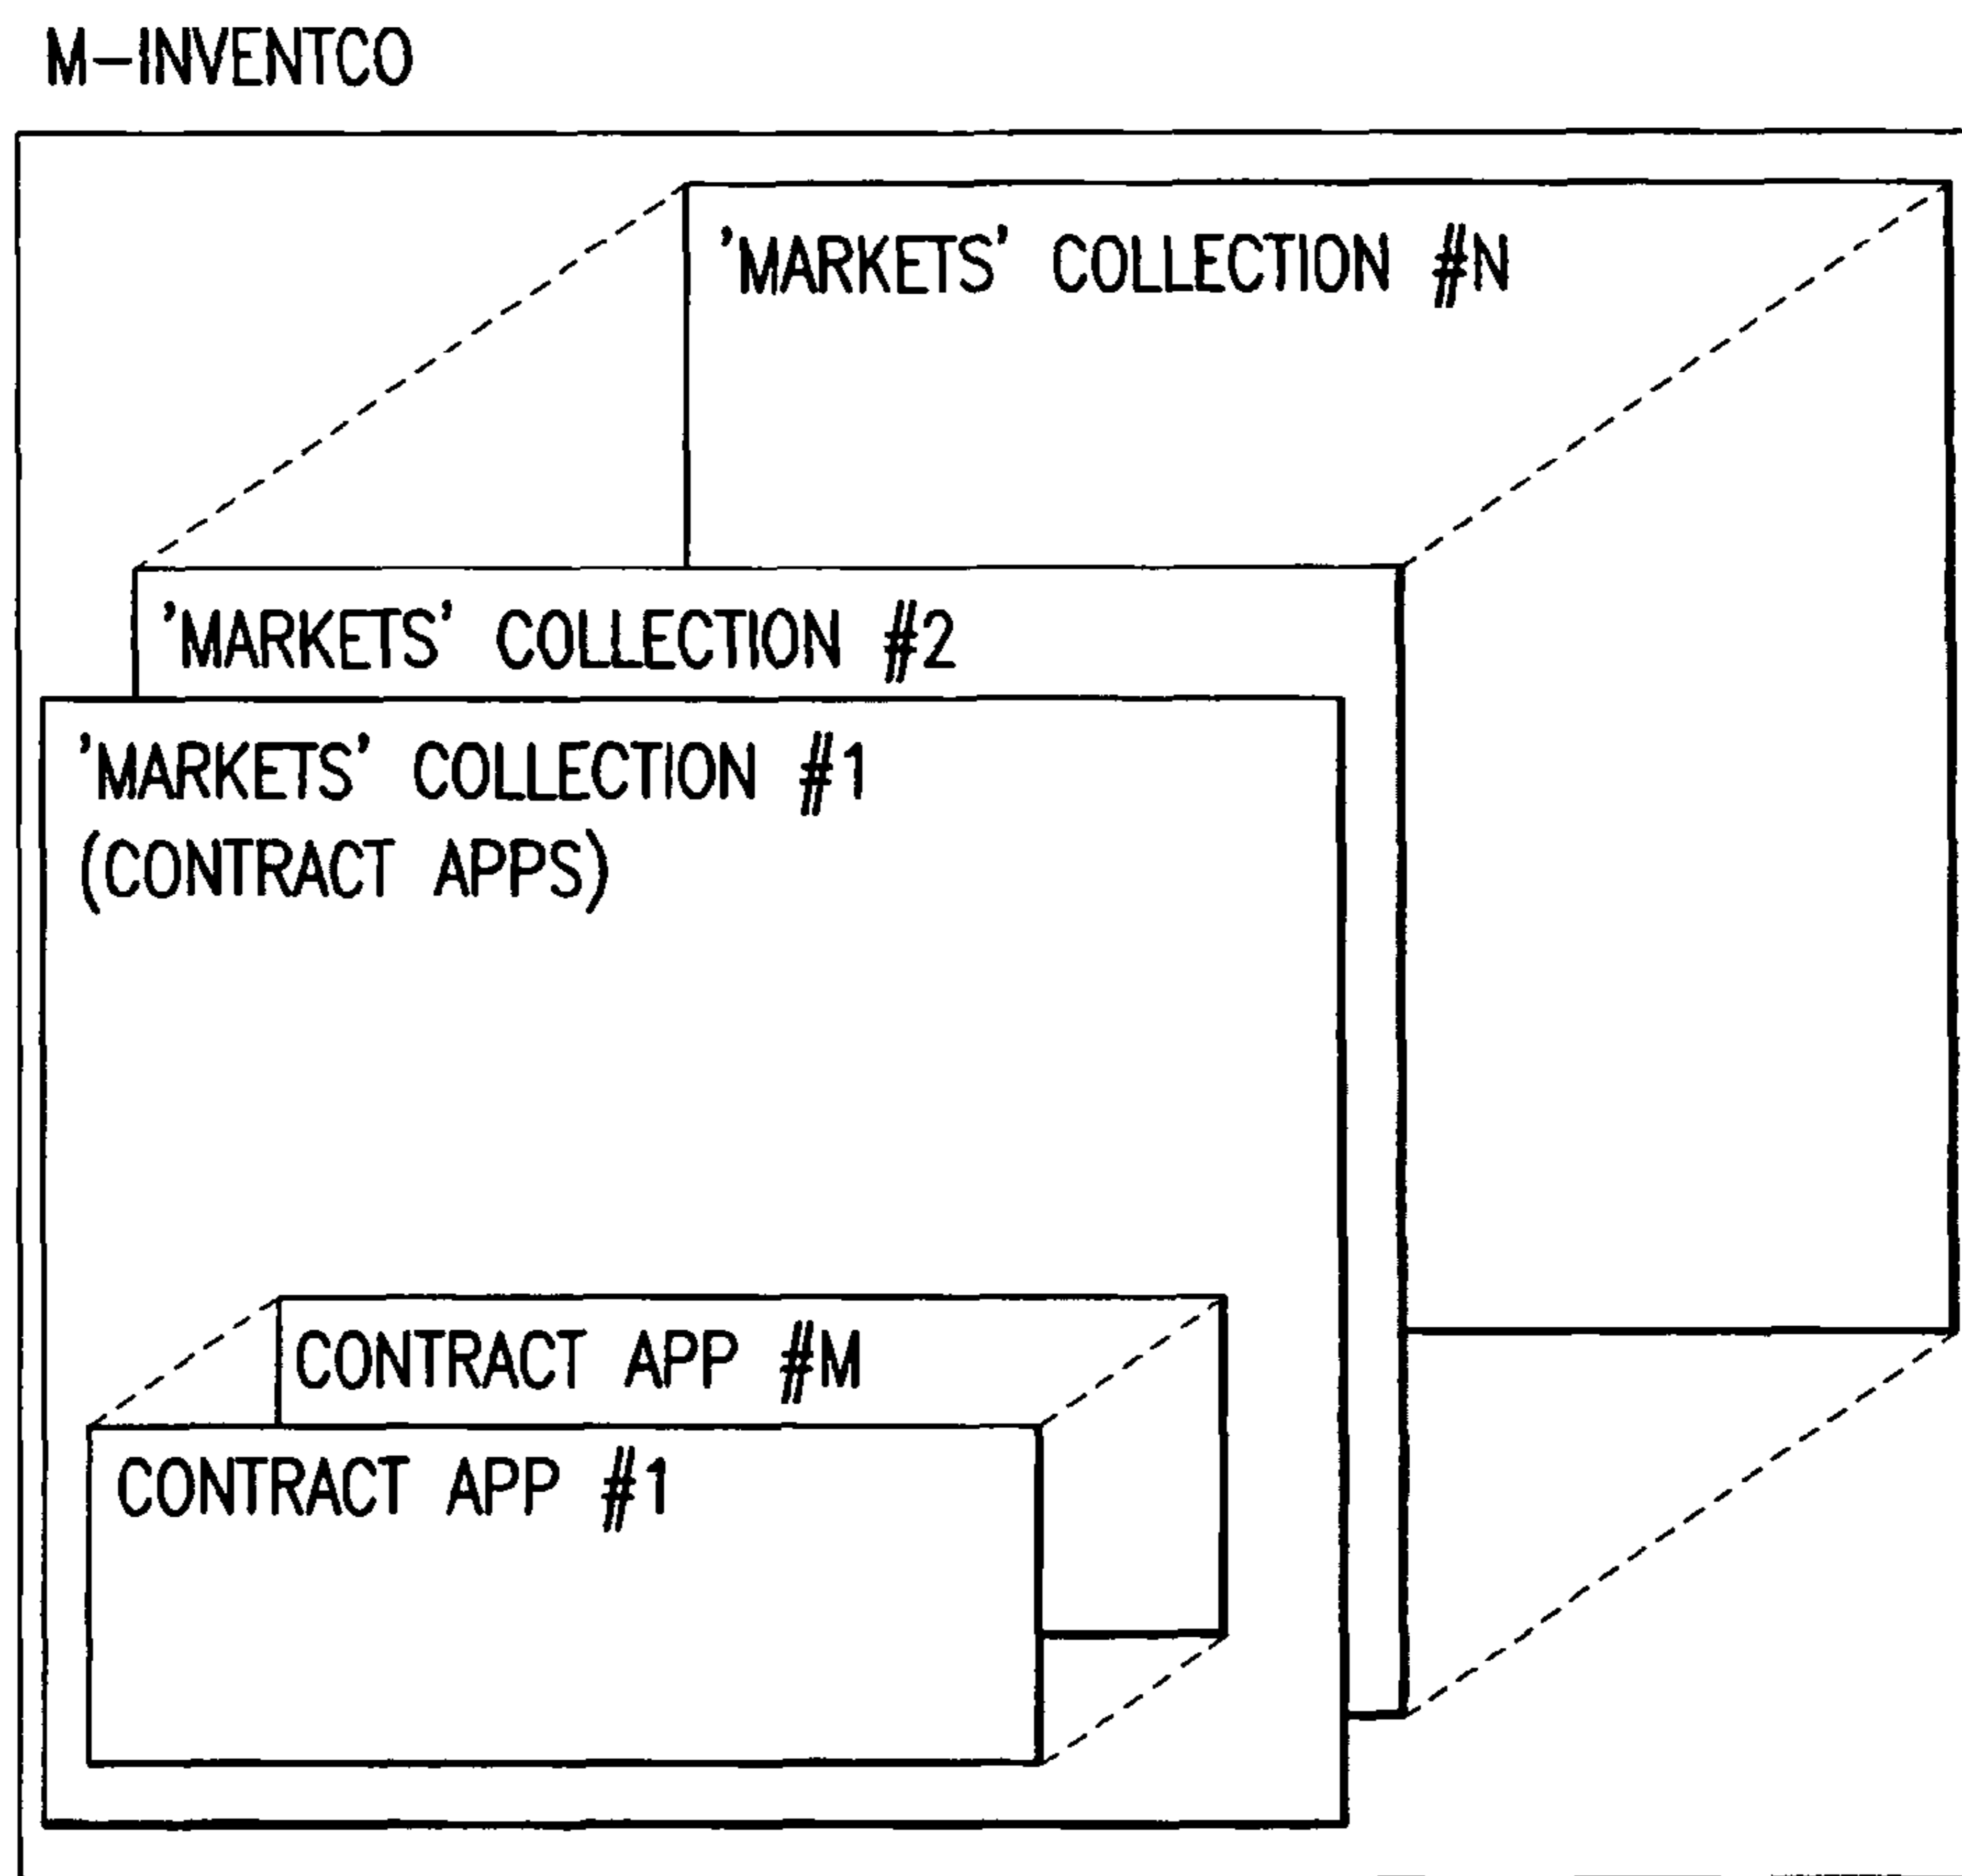 M-INVENTCO
'MARKETS' COLLECTION #N
'MARKETS' COLLECTION #2
'MARKETS' COLLECTION #1
(CONTRACT APPS)
CONTRACT APP #M
CONTRACT APP #1